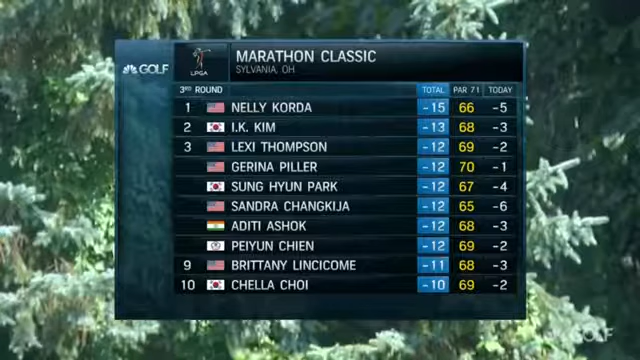 GOLF
LPGA
MARATHON CLASSIC
SYLVANIA, OH
3RD ROUND TOTAL PAR 71 TODAY
1 NELLY KORDA -15 66 -5
2 I.K. KIM -13 68 -3
3 LEXI THOMPSON -12 69 -2
GERINA PILLER -12 70 -1
SUNG HYUN PARK -12 67 -4
SANDRA CHANGKIJA -12 65 -6
ADITI ASHOK -12 68 -3
PEIYUN CHIEN -12 69 -2
9 BRITTANY LINCICOME -11 68 -3
10 CHELLA CHOI -10 69 -2
GOLF